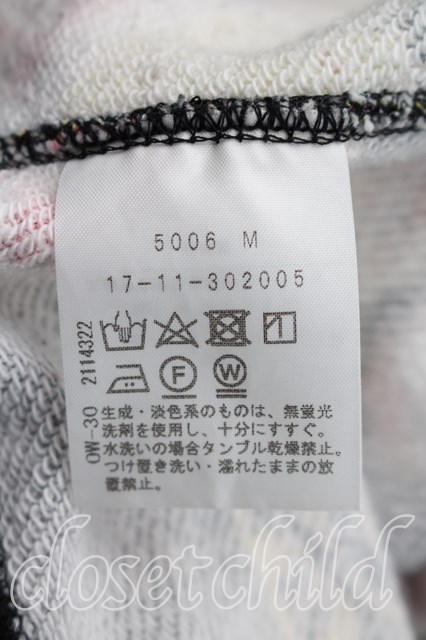 5006 M
17-11-302005
2114322
F
W
0W-30
生成・淡色系のものは、無蛍光
洗剤を使用し、十分にすすぐ。
水洗いの場合タンブル乾燥禁止。
つけ置き洗い・濡れたままの放
置禁止。
closet child